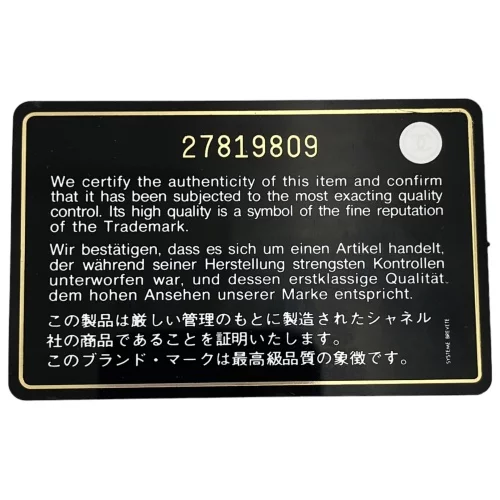 27819809
We certify the authenticity of this item and confirm
that it has been subjected to the most exacting quality
control. Its high quality is a symbol of the fine reputation
of the Trademark.
Wir bestätigen, dass es sich um einen Artikel handelt,
der während seiner Herstellung strengsten Kontrollen
unterworfen war, und dessen erstklassige Qualität
dem hohen Ansehen unserer Marke entspricht.
この製品は厳しい管理のもとに製造されたシャネル
社の商品であることを証明いたします。
このブランド・マークは最高級品質の象徴です。
SYSTEME BREVETE